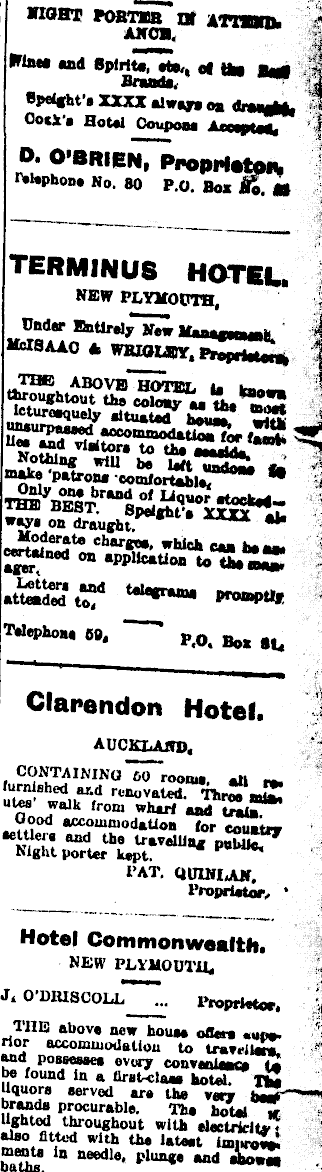 NIGHT PORTER IN ATTEND-
ANCE.
Wines and Spirits, etc., of the Best
Brands.
Speight's XXXX always on draught.
Cook's Hotel Coupons Accepted.
D. O'BRIEN, Proprietor.
Telephone No. 80 P.O. Box No.
TERMINUS HOTEL.
NEW PLYMOUTH,
Under Entirely New Management.
McISAAC & WRIGLEY, Proprietors
THE ABOVE HOTEL is known
throughtout the colony as the most
icturesquely situated house, with
unsurpassed accommodation for fami-
lies and visitors to the seaside.
Nothing will be left undone to
make 'patrons comfortable.
Only one brand of Liquor stocked—
THE BEST. Speight's XXXX al-
ways on draught.
Moderate charges, which can be as-
certained on application to the man-
ager.
Letters and telegrams promptly
attended to.
Telephone 59, P.O. Box
Clarendon Hotel.
AUCKLAND.
CONTAINING 50 rooms, all re-
furnished and renovated. Three min-
utes' walk from wharf and train.
Good accommodation for country
settlers and the travelling public.
Night porter kept.
PAT. QUINLAN,
Proprietor.
Hotel Commonwealth.
NEW PLYMOUTH.
J. O'DRISCOLL ... Proprietor.
THE above new house offers supe-
rior accommodation to travellers,
and possesses every convenience to
be found in a first-class hotel. The
liquors served are the very best
brands procurable. The hotel is
lighted throughout with electricity;
also fitted with the latest improve-
ments in needle, plunge and shower
baths.